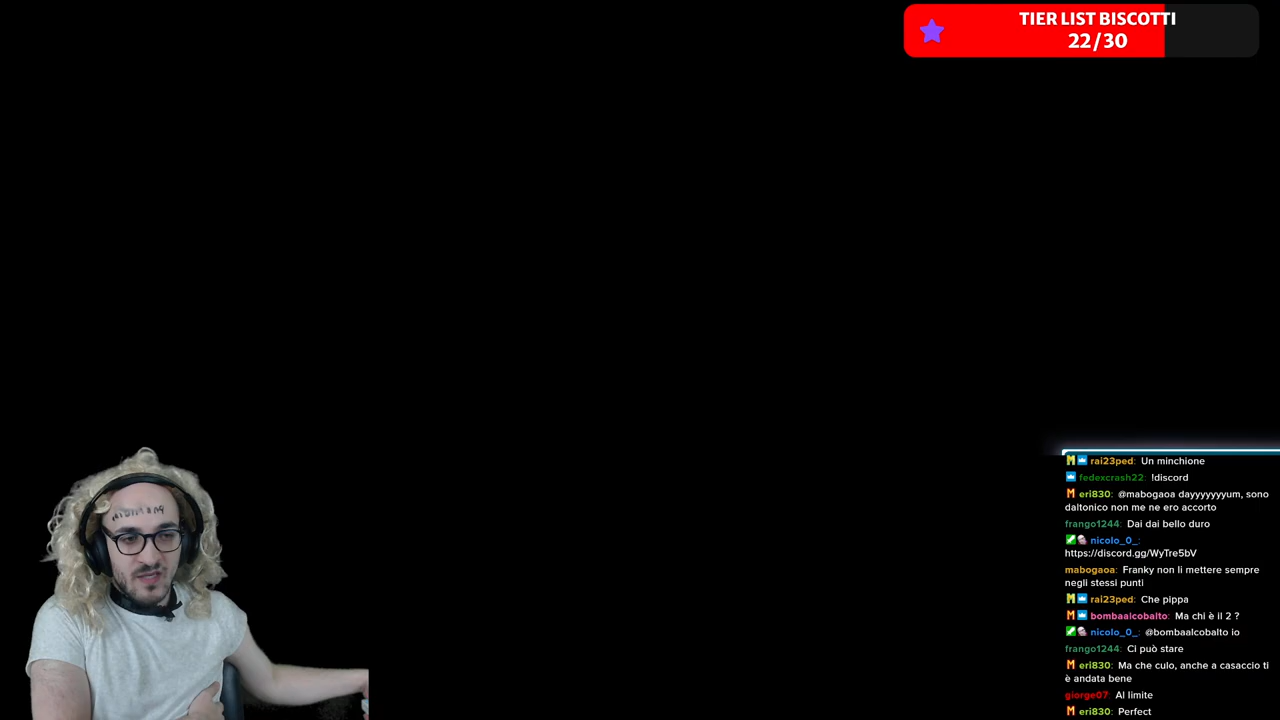 TIER LIST BISCOTTI
22/30
rai23ped: Un minchione
fedexcrash22: !discord
eri830: @mabogaoa dayyyyyyum, sono
daltonico non me ne ero accorto
frango1244: Dai dai bello duro
nicolo_0_:
https://discord.gg/WyTre5bV
mabogaoa: Franky non li mettere sempre
negli stessi punti
rai23ped: Che pippa
bombaalcobalto: Ma chi è il 2 ?
nicolo_0_: @bombaalcobalto io
frango1244: Ci può stare
eri830: Ma che culo, anche a casaccio ti
è andata bene
giorge07: Al limite
eri830: Perfect